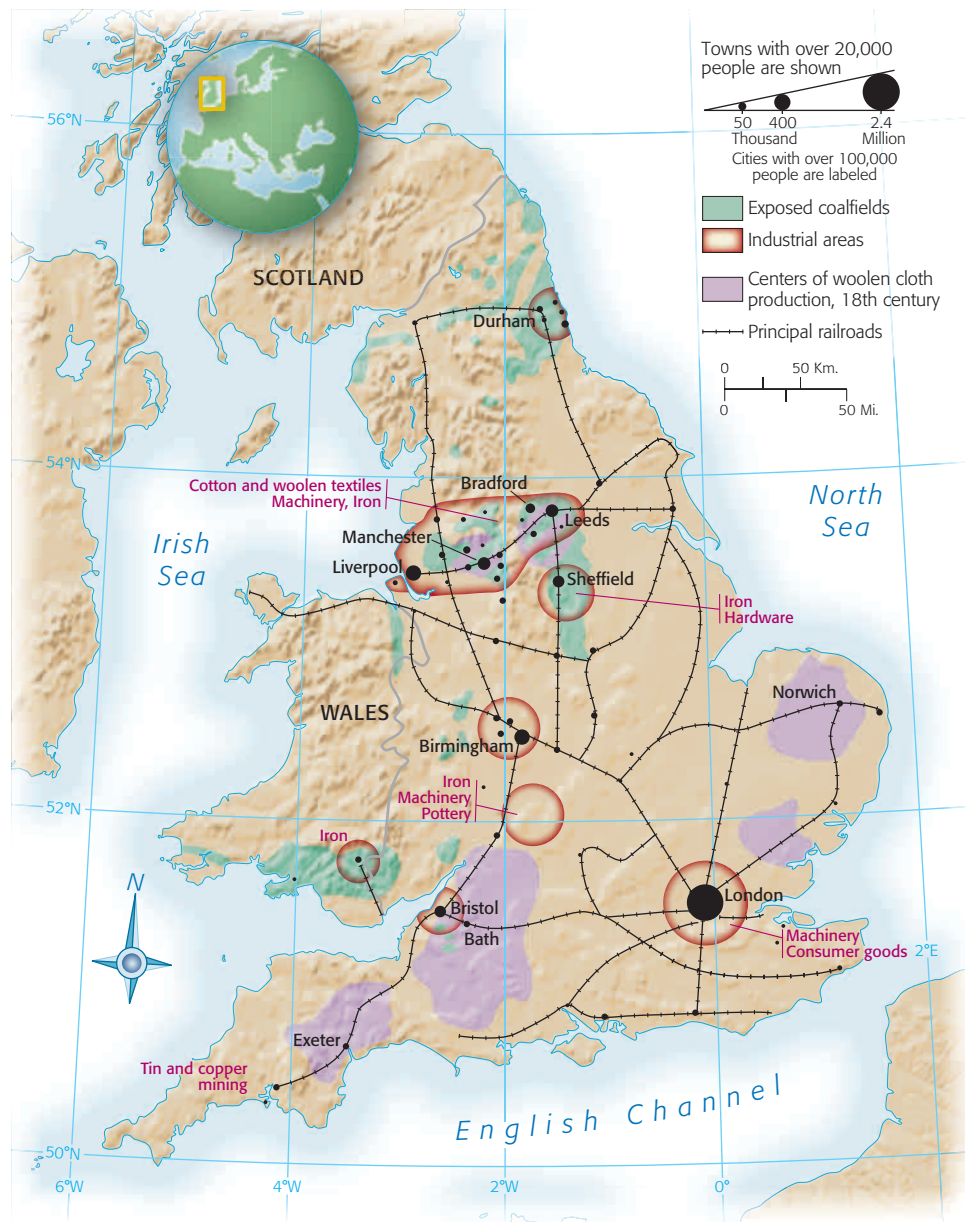 Towns with over 20,000
people are shown
50
400
2.4
Thousand
Million
Cities with over 100,000
people are labeled
Exposed coalfields
Industrial areas
Centers of woolen cloth
production, 18th century
Principal railroads
0
50 Km.
0
50 Mi.
56°N
SCOTLAND
Durham
54°N
Cotton and woolen textiles
Machinery, Iron
Bradford
Leeds
Manchester
Liverpool
Sheffield
Iron
Hardware
North
Sea
Irish
Sea
Norwich
WALES
Birmingham
Iron
Machinery
Pottery
52°N
Iron
N
Bristol
Bath
London
Machinery
Consumer goods
2°E
Exeter
Tin and copper
mining
English Channel
50°N
6°W
4°W
2°W
0°